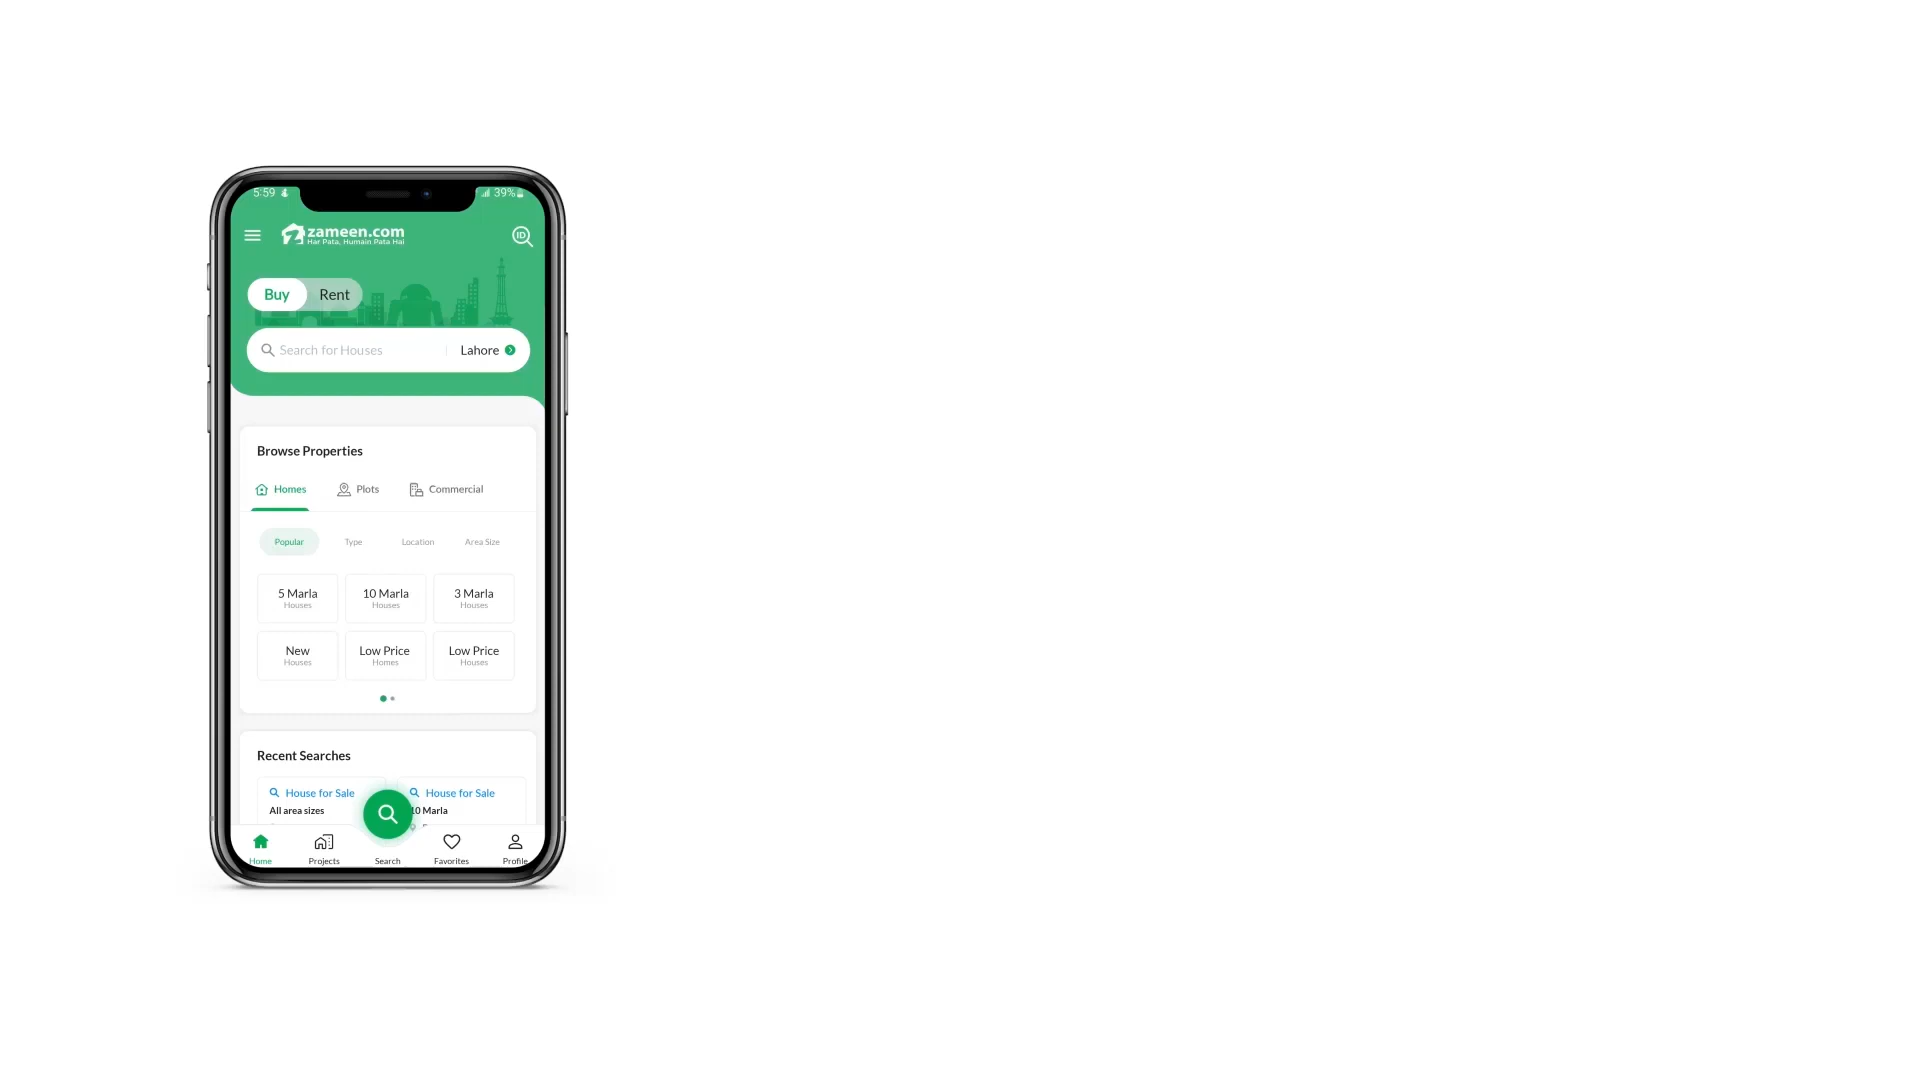 5:59 39%
zameen.com
Har Pata, Humain Pata Hai
ID
Buy Rent
Search for Houses Lahore
Browse Properties
Homes Plots Commercial
Popular Type Location Area Size
5 Marla 10 Marla 3 Marla
Houses Houses Houses
New Low Price Low Price
Houses Homes Houses
Recent Searches
House for Sale House for Sale
All area sizes 10 Marla
Home Projects Search Favorites Profile